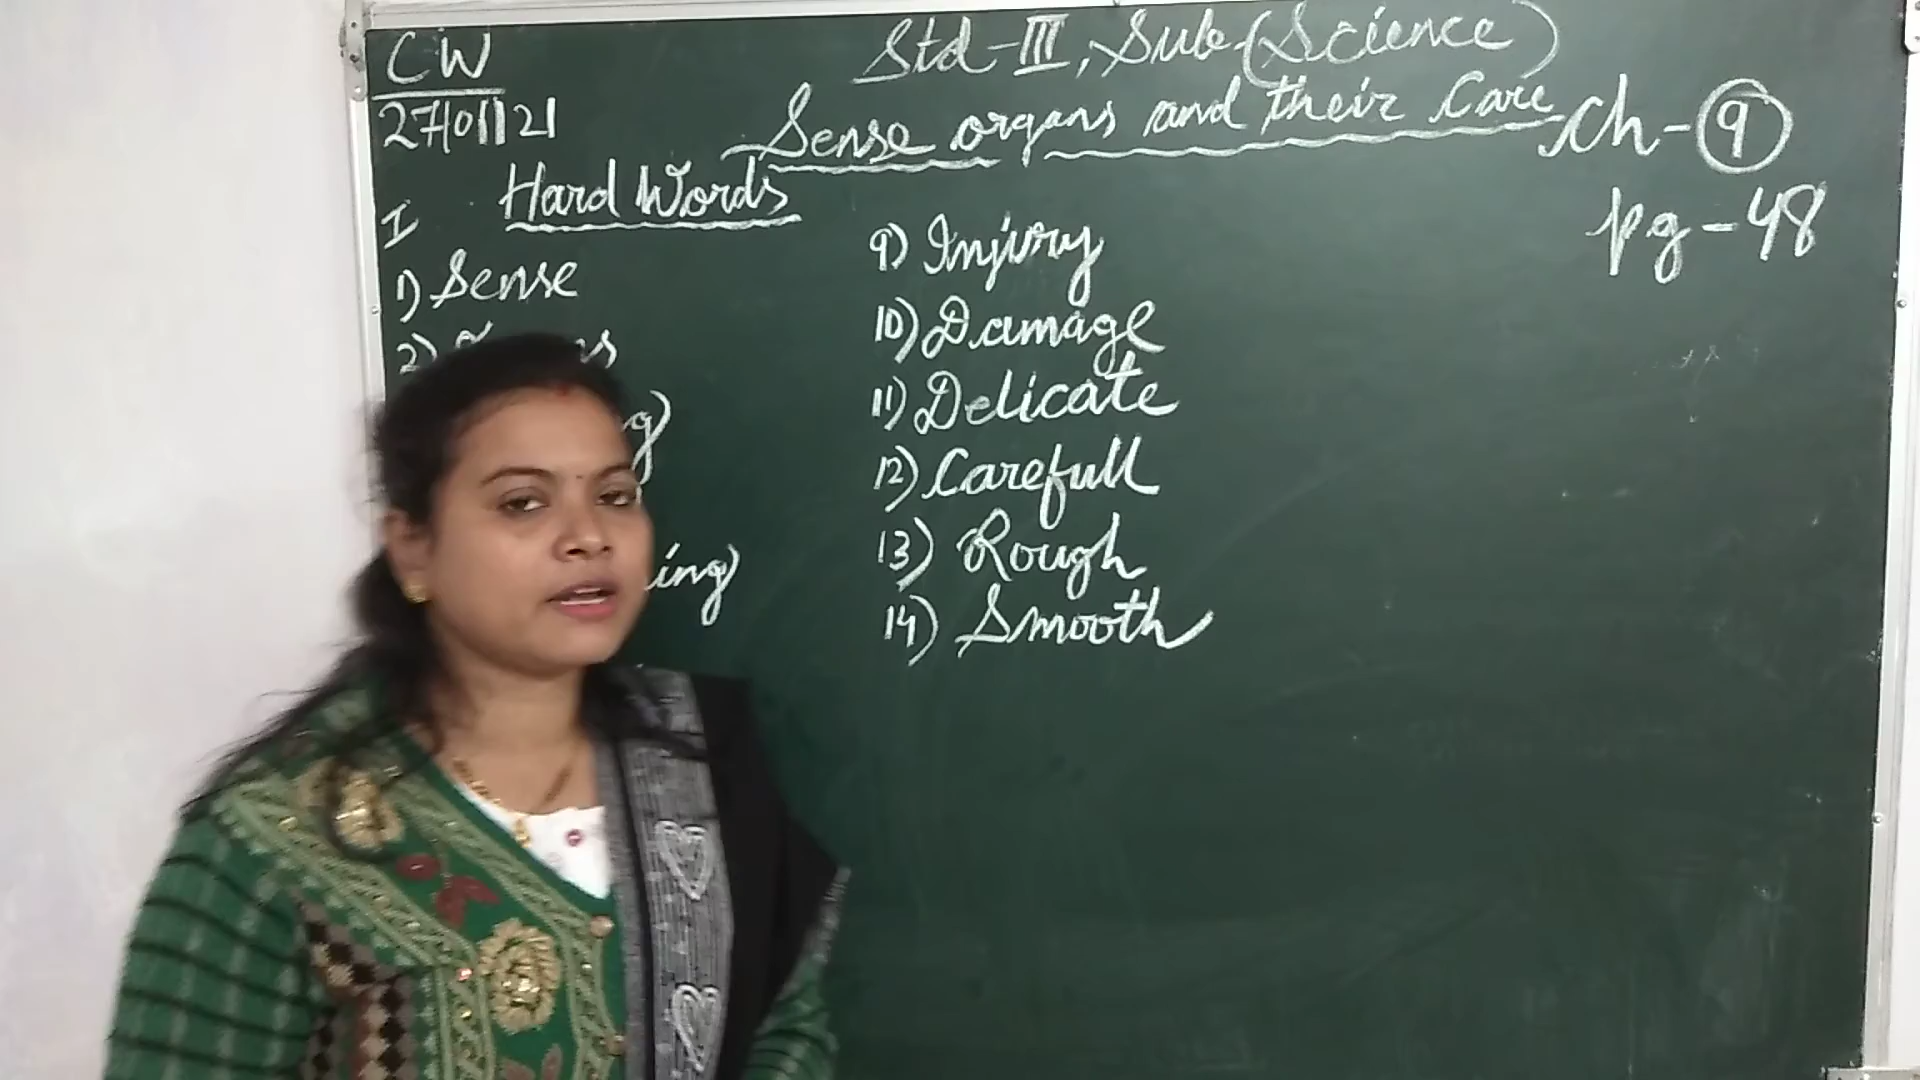 CW
27/01/21
Std-III, Sub-(Science)
Sense organs and their Care
Ch-9
pg-48
I Hard Words
1) Sense
2)
9) Injury
10) Damage
11) Delicate
12) Carefull
13) Rough
14) Smooth